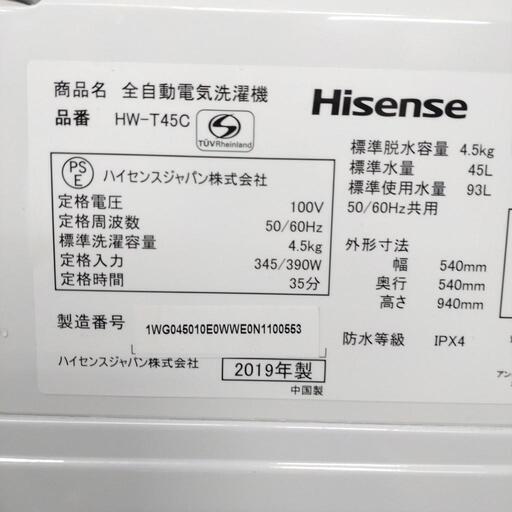 商品名 全自動電気洗濯機
品番 HW-T45C
TÜVRheinland
PS
E
ハイセンスジャパン株式会社
定格電圧 100V
定格周波数 50/60Hz
標準洗濯容量 4.5kg
定格入力 345/390W
定格時間 35分
製造番号 1WG045010E0WWE0N1100553
ハイセンスジャパン株式会社
2019年製
中国製
Hisense
標準脱水容量 4.5kg
標準水量 45L
標準使用水量 93L
50/60Hz共用
外形寸法
幅 540mm
奥行 540mm
高さ 940mm
防水等級 IPX4